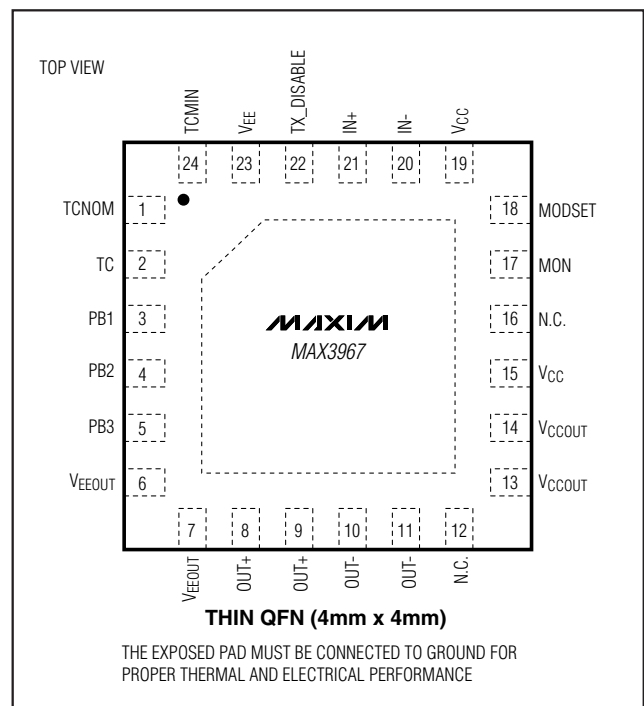 TOP VIEW
TCMIN
VEE
TX_DISABLE
IN+
IN-
VCC
24 23 22 21 20 19
TCNOM 1
TC 2
PB1 3
PB2 4
PB3 5
VEEOUT 6
18 MODSET
17 MON
16 N.C.
15 VCC
14 VCCOUT
13 VCCOUT
MAXIM
MAX3967
7 8 9 10 11 12
VEEOUT
OUT+
OUT+
OUT-
OUT-
N.C.
THIN QFN (4mm x 4mm)
THE EXPOSED PAD MUST BE CONNECTED TO GROUND FOR
PROPER THERMAL AND ELECTRICAL PERFORMANCE